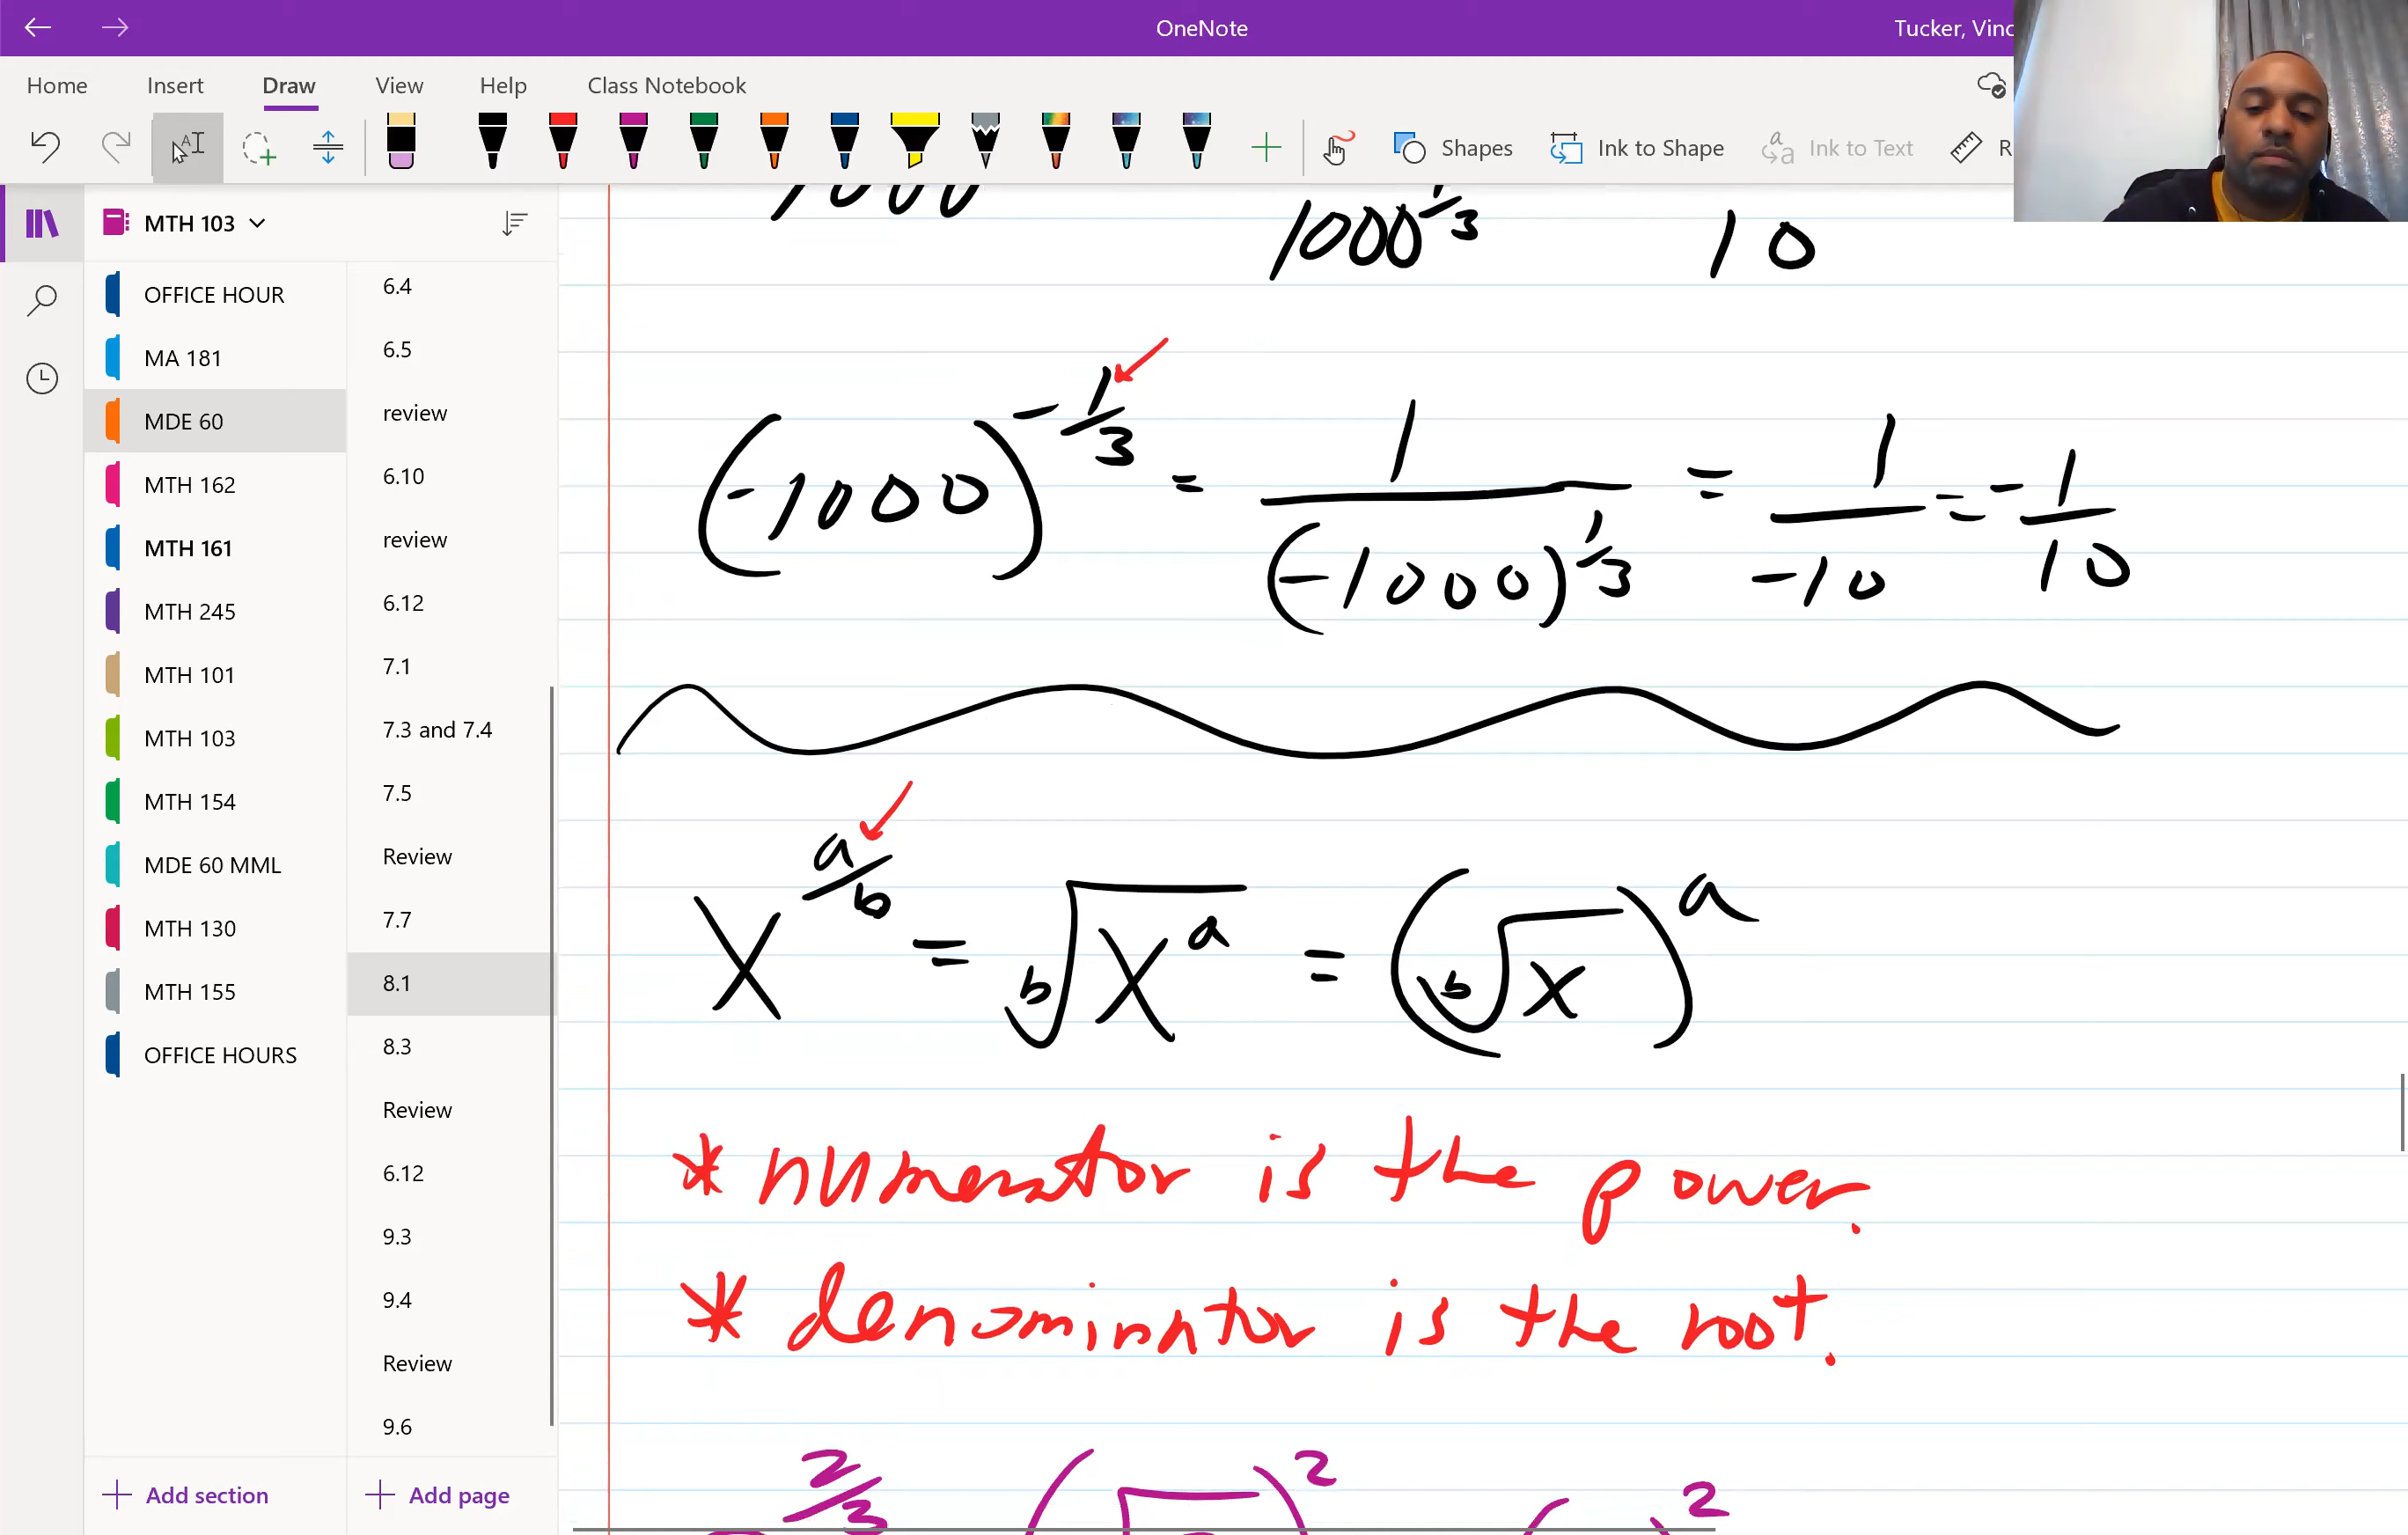 OneNote
Tucker, Vinc
Home Insert Draw View Help Class Notebook
Shapes Ink to Shape Ink to Text R
MTH 103
OFFICE HOUR
MA 181
MDE 60
MTH 162
MTH 161
MTH 245
MTH 101
MTH 103
MTH 154
MDE 60 MML
MTH 130
MTH 155
OFFICE HOURS
Add section
6.4
6.5
review
6.10
review
6.12
7.1
7.3 and 7.4
7.5
Review
7.7
8.1
8.3
Review
6.12
9.3
9.4
Review
9.6
Add page
1000 1000^(1/3) 10
(-1000)^(-1/3) = 1/(-1000)^(1/3) = 1/-10 = -1/10
x^(a/b) = ᵇ√(x^a) = (ᵇ√x)^a
* numerator is the power.
* denominator is the root.
2/3 2 2